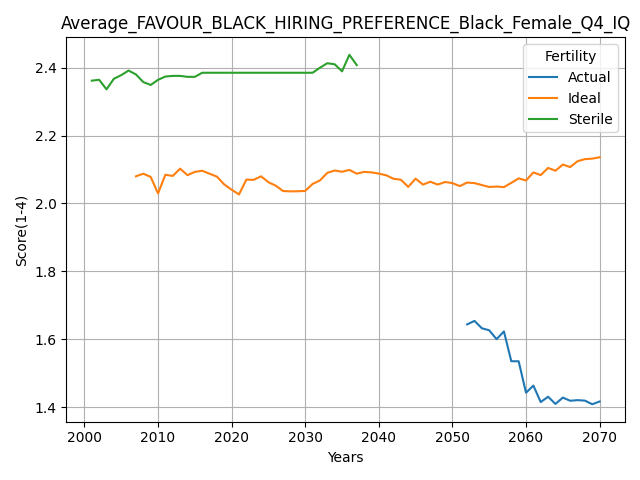 Average_FAVOUR_BLACK_HIRING_PREFERENCE_Black_Female_Q4_IQ
Fertility
Actual
Ideal
Sterile
Score(1-4)
2.4
2.2
2.0
1.8
1.6
1.4
2000 2010 2020 2030 2040 2050 2060 2070
Years